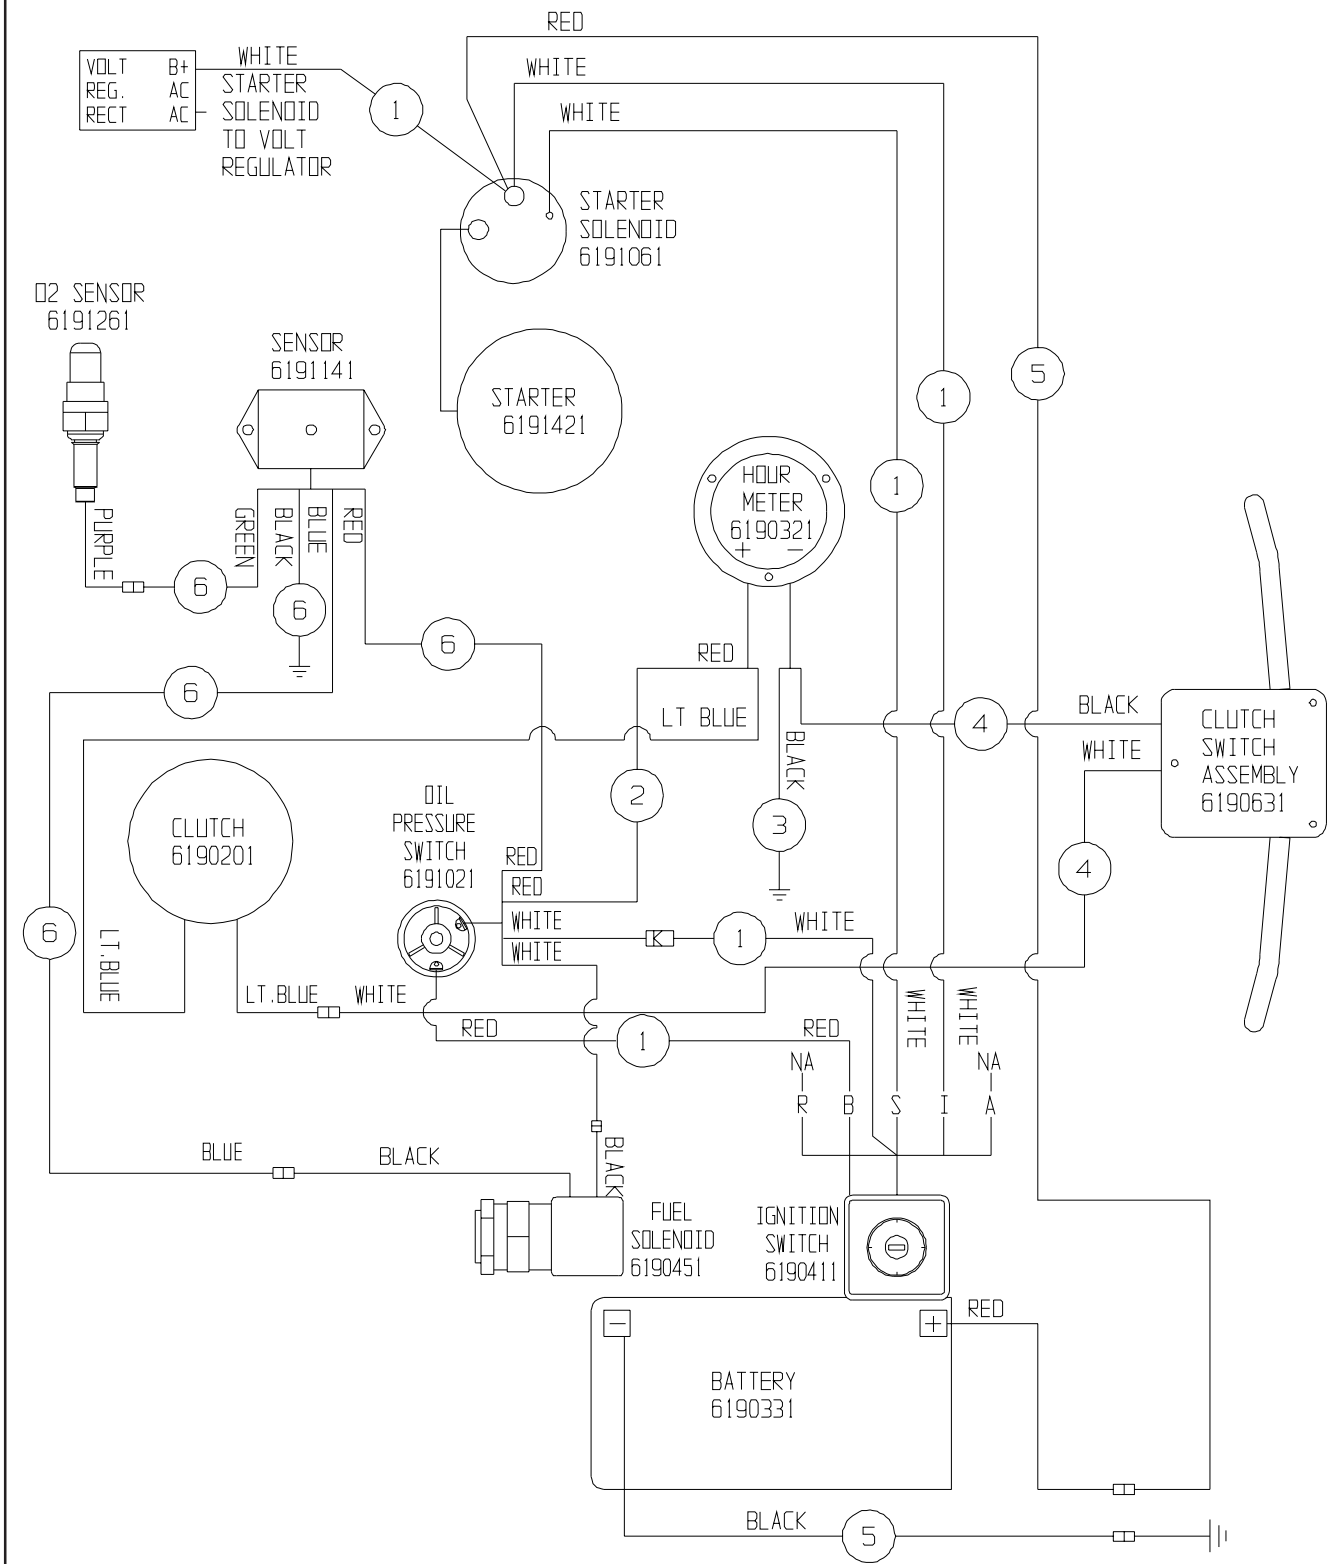 RED
VOLT B+
REG. AC
RECT AC
WHITE
STARTER
SOLENOID
TO VOLT
REGULATOR
1
WHITE
WHITE
STARTER
SOLENOID
6191061
O2 SENSOR
6191261
SENSOR
6191141
STARTER
6191421
1
5
1
HOUR
METER
6190321
+ −
PURPLE
GREEN
BLACK
BLUE
RED
6
6
6
6
RED
LT BLUE
BLACK
4
BLACK
WHITE
CLUTCH
SWITCH
ASSEMBLY
6190631
2
3
4
CLUTCH
6190201
OIL
PRESSURE
SWITCH
6191021
RED
RED
WHITE
WHITE
K
1
WHITE
6
LT.BLUE
LT.BLUE
WHITE
RED
1
RED
WHITE
WHITE
NA
NA
R B S I A
BLUE
BLACK
BLACK
FUEL
SOLENOID
6190451
IGNITION
SWITCH
6190411
− +
RED
BATTERY
6190331
BLACK
5